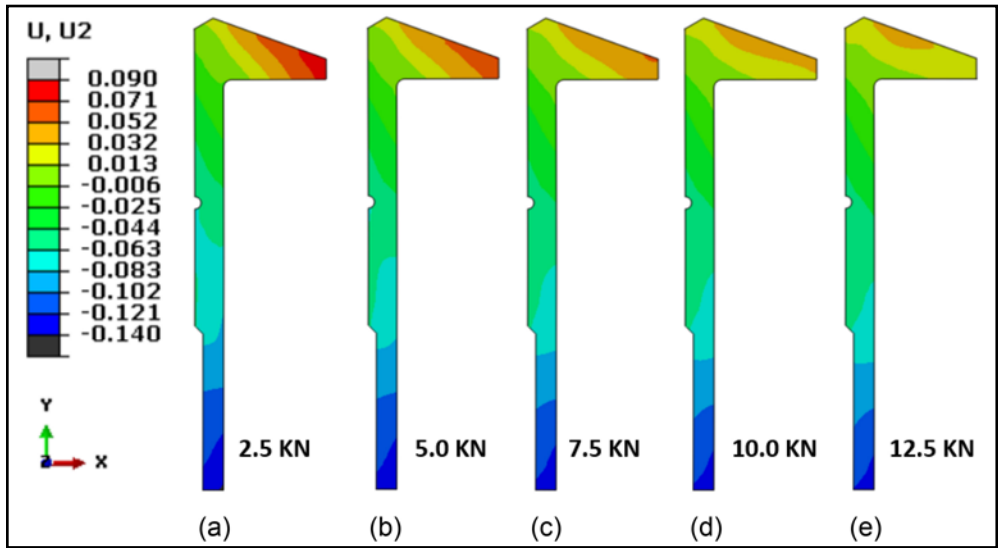 U, U2
0.090
0.071
0.052
0.032
0.013
-0.006
-0.025
-0.044
-0.063
-0.083
-0.102
-0.121
-0.140
Y
Z X
2.5 KN 5.0 KN 7.5 KN 10.0 KN 12.5 KN
(a) (b) (c) (d) (e)